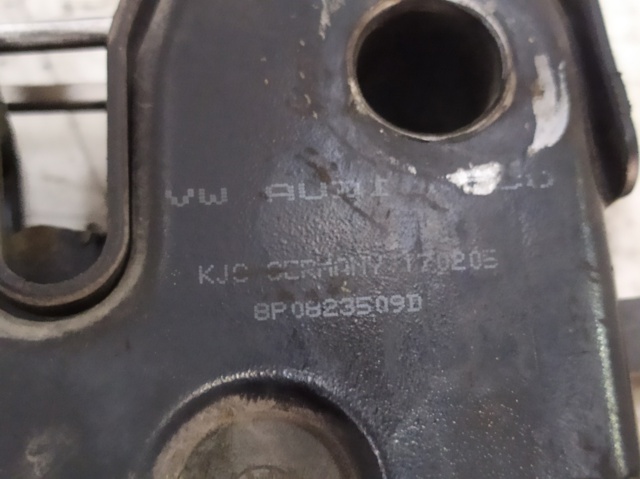 VW AUDI
KJC GERMANY 170205
8P0823509D